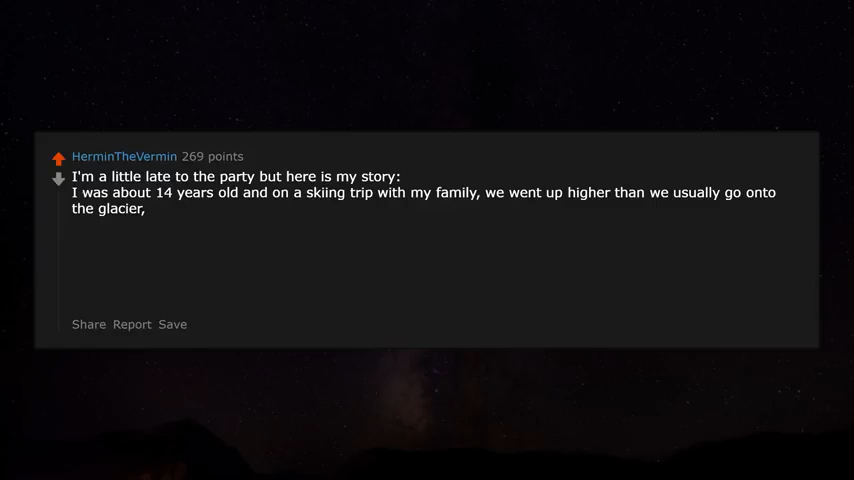 HerminTheVermin 269 points
I'm a little late to the party but here is my story:
I was about 14 years old and on a skiing trip with my family, we went up higher than we usually go onto
the glacier,
Share Report Save